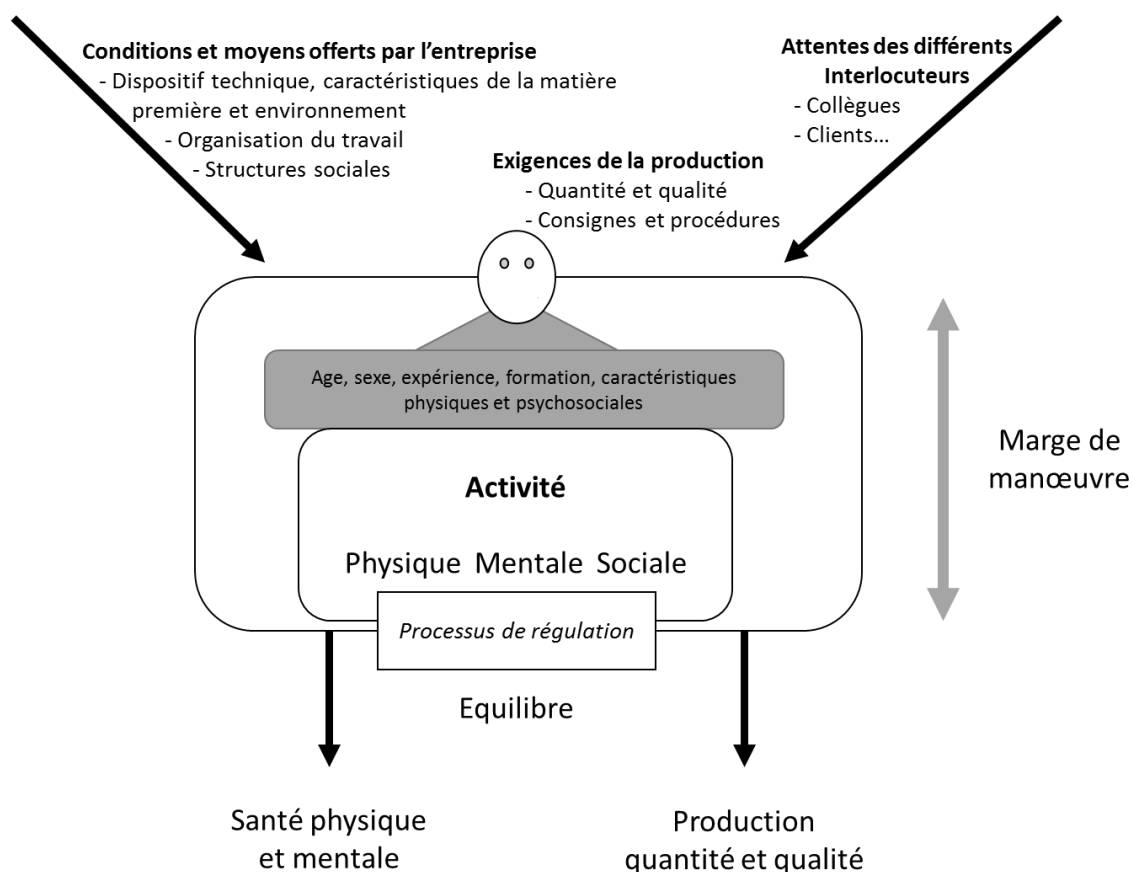 Conditions et moyens offerts par l’entreprise
- Dispositif technique, caractéristiques de la matière
première et environnement
- Organisation du travail
- Structures sociales
Attentes des différents
Interlocuteurs
- Collègues
- Clients…
Exigences de la production
- Quantité et qualité
- Consignes et procédures
Age, sexe, expérience, formation, caractéristiques
physiques et psychosociales
Activité
Physique Mentale Sociale
Processus de régulation
Equilibre
Marge de
manœuvre
Santé physique
et mentale
Production
quantité et qualité